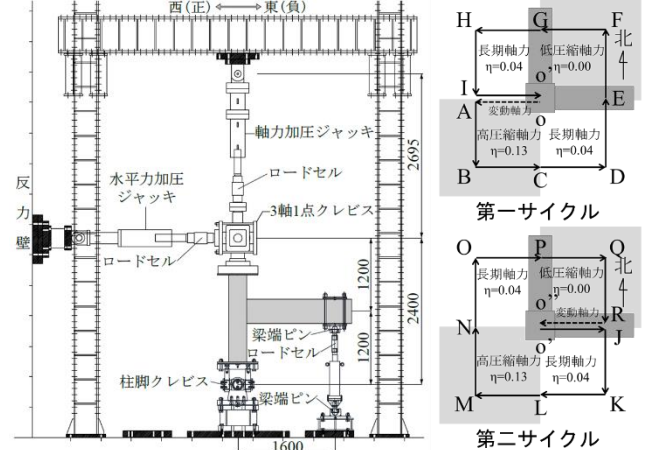 西(正)
東(負)
軸力加圧ジャッキ
ロードセル
水平力加圧
ジャッキ
3軸1点クレビス
反力壁
ロードセル
2695
1200
2400
1200
梁端ピン
ロードセル
柱脚クレビス
梁端ピン
1600
H
G
F
長期軸力
η=0.04
低圧縮軸力
η=0.00
北
I
O'
E
A
変動軸力
O
高圧縮軸力
η=0.13
長期軸力
η=0.04
B
C
D
第一サイクル
O
P
Q
長期軸力
η=0.04
低圧縮軸力
η=0.00
北
O''
変動軸力
R
N
O'
J
高圧縮軸力
η=0.13
長期軸力
η=0.04
M
L
K
第二サイクル